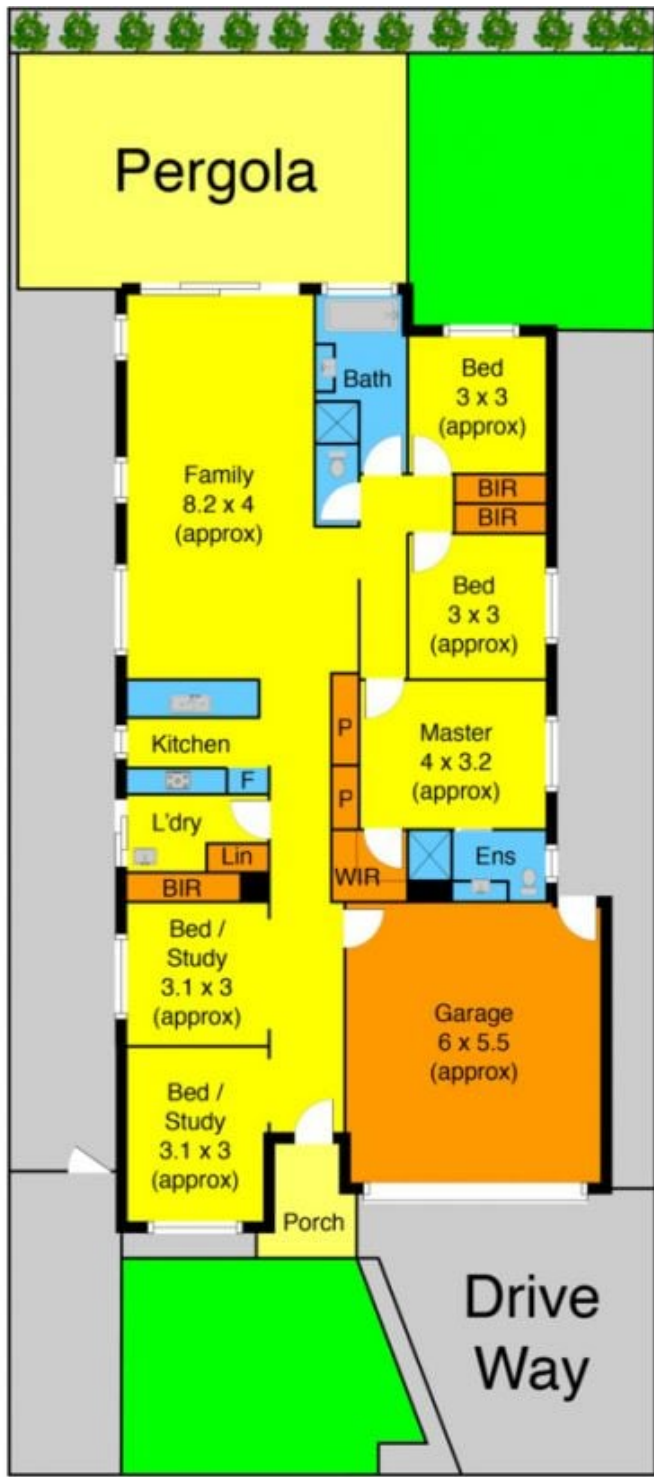 Pergola
Bath
Bed
3 x 3
(approx)
Family
8.2 x 4
(approx)
BIR
BIR
Bed
3 x 3
(approx)
P
Kitchen
Master
4 x 3.2
(approx)
F
P
L'dry
Lin
WIR
Ens
BIR
Bed /
Study
3.1 x 3
(approx)
Garage
6 x 5.5
(approx)
Bed /
Study
3.1 x 3
(approx)
Porch
Drive
Way